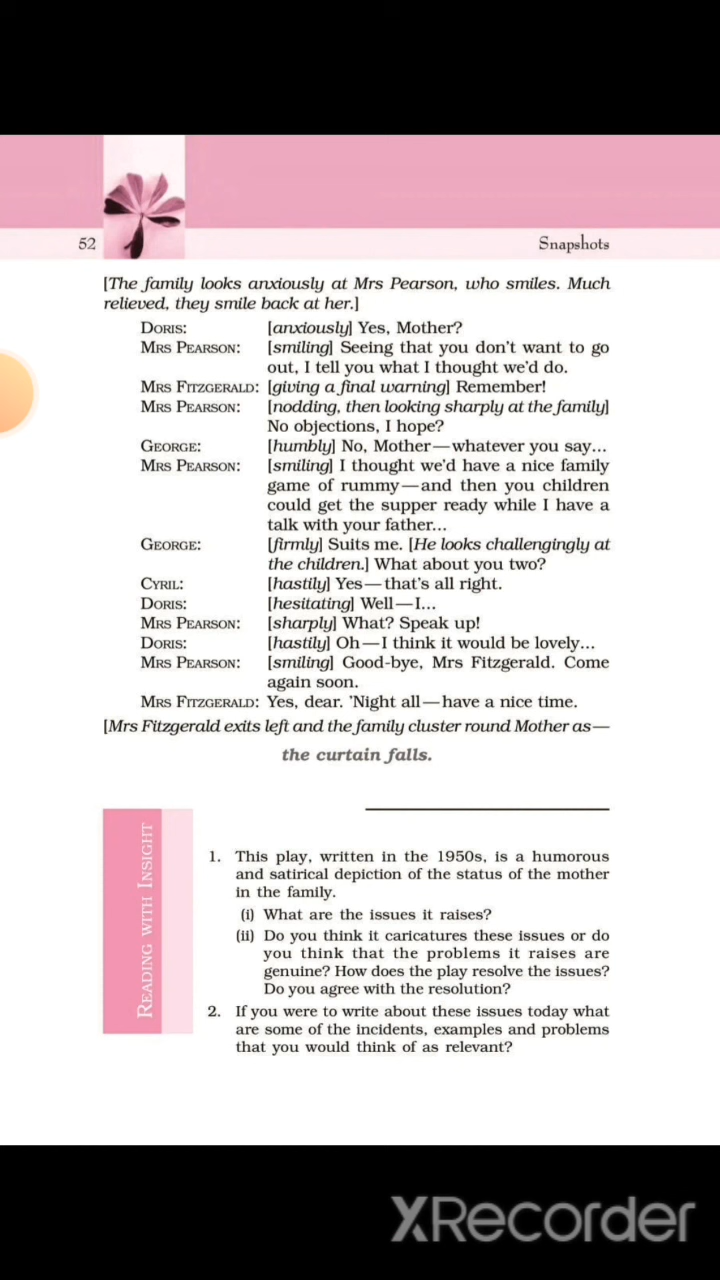 52
Snapshots
[The family looks anxiously at Mrs Pearson, who smiles. Much
relieved, they smile back at her.]
DORIS: [anxiously] Yes, Mother?
MRS PEARSON: [smiling] Seeing that you don't want to go
out, I tell you what I thought we'd do.
MRS FITZGERALD: [giving a final warning] Remember!
MRS PEARSON: [nodding, then looking sharply at the family]
No objections, I hope?
GEORGE: [humbly] No, Mother—whatever you say...
MRS PEARSON: [smiling] I thought we'd have a nice family
game of rummy—and then you children
could get the supper ready while I have a
talk with your father...
GEORGE: [firmly] Suits me. [He looks challengingly at
the children.] What about you two?
CYRIL: [hastily] Yes—that's all right.
DORIS: [hesitating] Well—I...
MRS PEARSON: [sharply] What? Speak up!
DORIS: [hastily] Oh—I think it would be lovely...
MRS PEARSON: [smiling] Good-bye, Mrs Fitzgerald. Come
again soon.
MRS FITZGERALD: Yes, dear. 'Night all—have a nice time.
[Mrs Fitzgerald exits left and the family cluster round Mother as—
the curtain falls.
READING WITH INSIGHT
1. This play, written in the 1950s, is a humorous
and satirical depiction of the status of the mother
in the family.
(i) What are the issues it raises?
(ii) Do you think it caricatures these issues or do
you think that the problems it raises are
genuine? How does the play resolve the issues?
Do you agree with the resolution?
2. If you were to write about these issues today what
are some of the incidents, examples and problems
that you would think of as relevant?
XRecorder